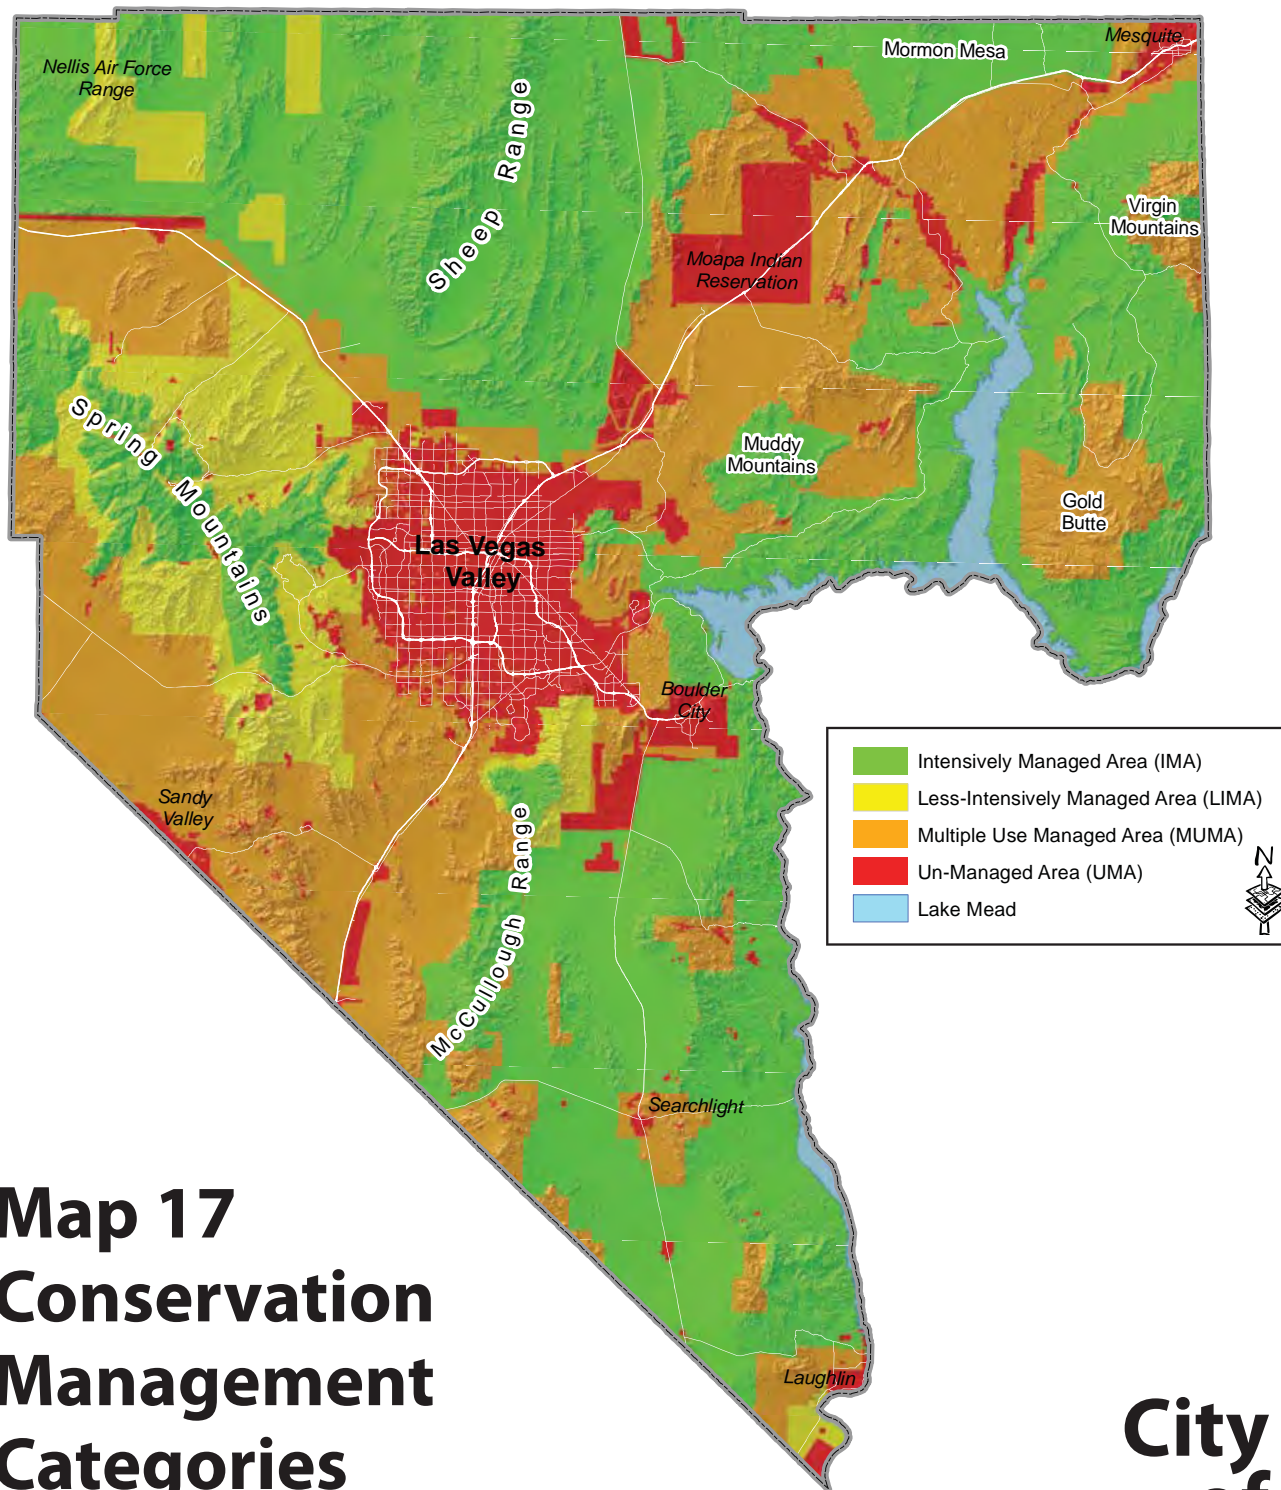 Nellis Air Force
Range
Sheep Range
Mormon Mesa
Mesquite
Virgin
Mountains
Moapa Indian
Reservation
Spring Mountains
Muddy
Mountains
Gold
Butte
Las Vegas
Valley
Boulder
City
Sandy
Valley
McCullough Range
Searchlight
Laughlin
Intensively Managed Area (IMA)
Less-Intensively Managed Area (LIMA)
Multiple Use Managed Area (MUMA)
Un-Managed Area (UMA)
Lake Mead
N
Map 17
Conservation
Management
Categories
City
of